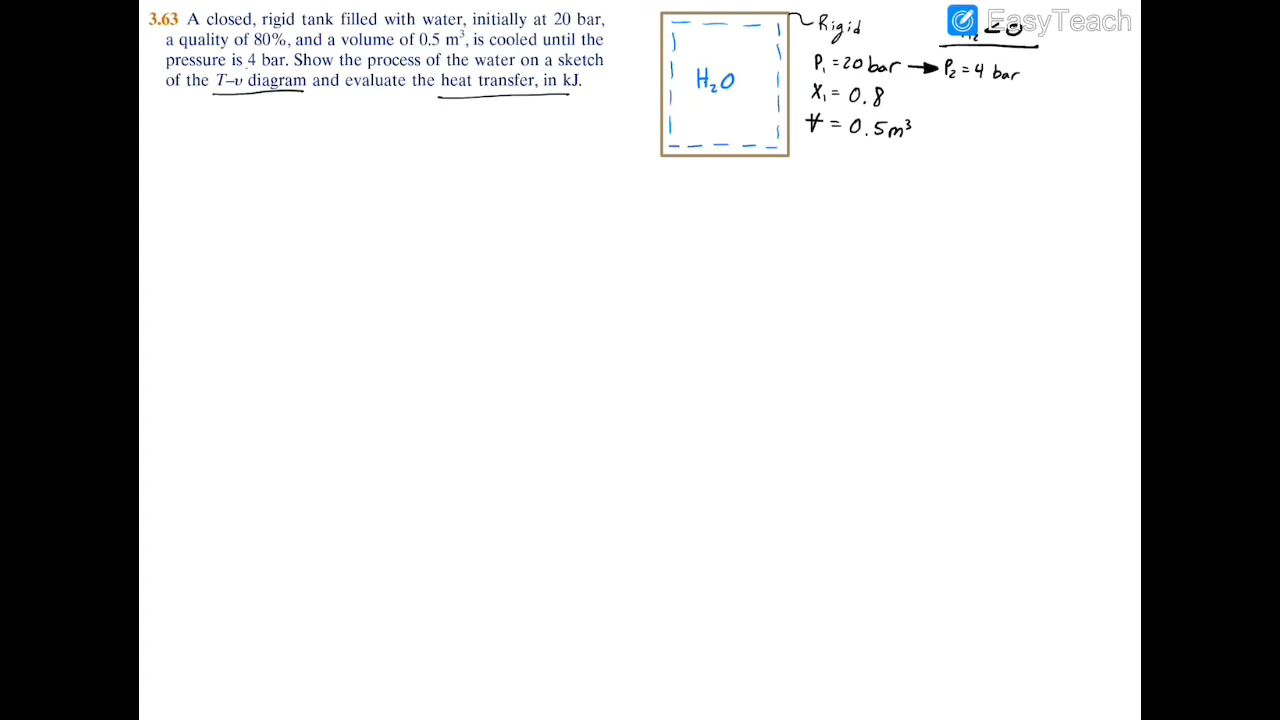 3.63 A closed, rigid tank filled with water, initially at 20 bar,
a quality of 80%, and a volume of 0.5 m³, is cooled until the
pressure is 4 bar. Show the process of the water on a sketch
of the T–v diagram and evaluate the heat transfer, in kJ.
H₂O
Rigid
P₁ = 20 bar → P₂ = 4 bar
X₁ = 0.8
V = 0.5m³
EasyTeach